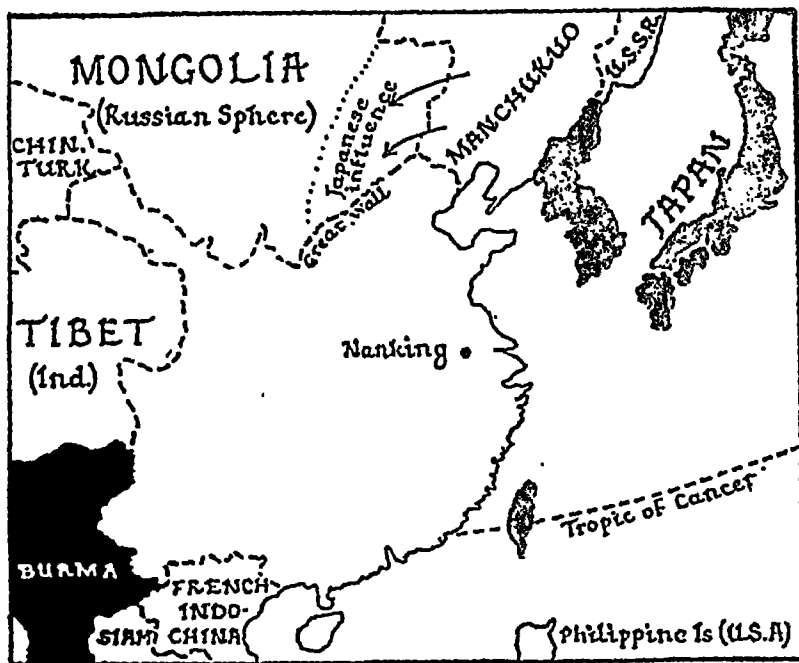 MONGOLIA
(Russian Sphere)
CHIN.
TURK.
Japanese
influence
MANCHUKUO
U.S.S.R.
JAPAN
Great Wall
TIBET
(Ind.)
Nanking
Tropic of Cancer
BURMA
FRENCH
INDO-
SIAM CHINA
Philippine Is (U.S.A)